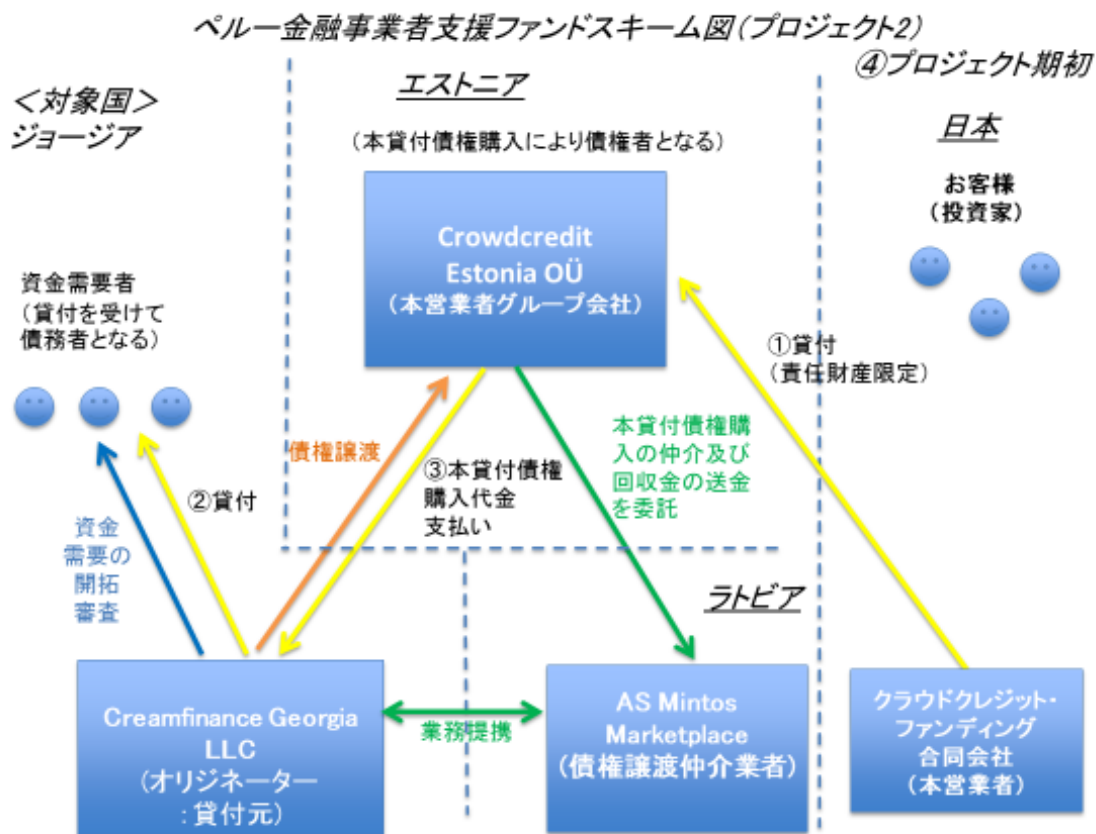 ペルー金融事業者支援ファンドスキーム図(プロジェクト2)
④プロジェクト期初
<対象国>
ジョージア
エストニア
(本貸付債権購入により債権者となる)
日本
お客様
(投資家)
Crowdcredit
Estonia OÜ
(本営業者グループ会社)
資金需要者
(貸付を受けて
債務者となる)
①貸付
(責任財産限定)
債権譲渡
③本貸付債権
購入代金
支払い
本貸付債権購
入の仲介及び
回収金の送金
を委託
②貸付
資金
需要の
開拓
審査
ラトビア
Creamfinance Georgia
LLC
(オリジネーター
:貸付元)
業務提携
AS Mintos
Marketplace
(債権譲渡仲介業者)
クラウドクレジット・
ファンディング
合同会社
(本営業者)